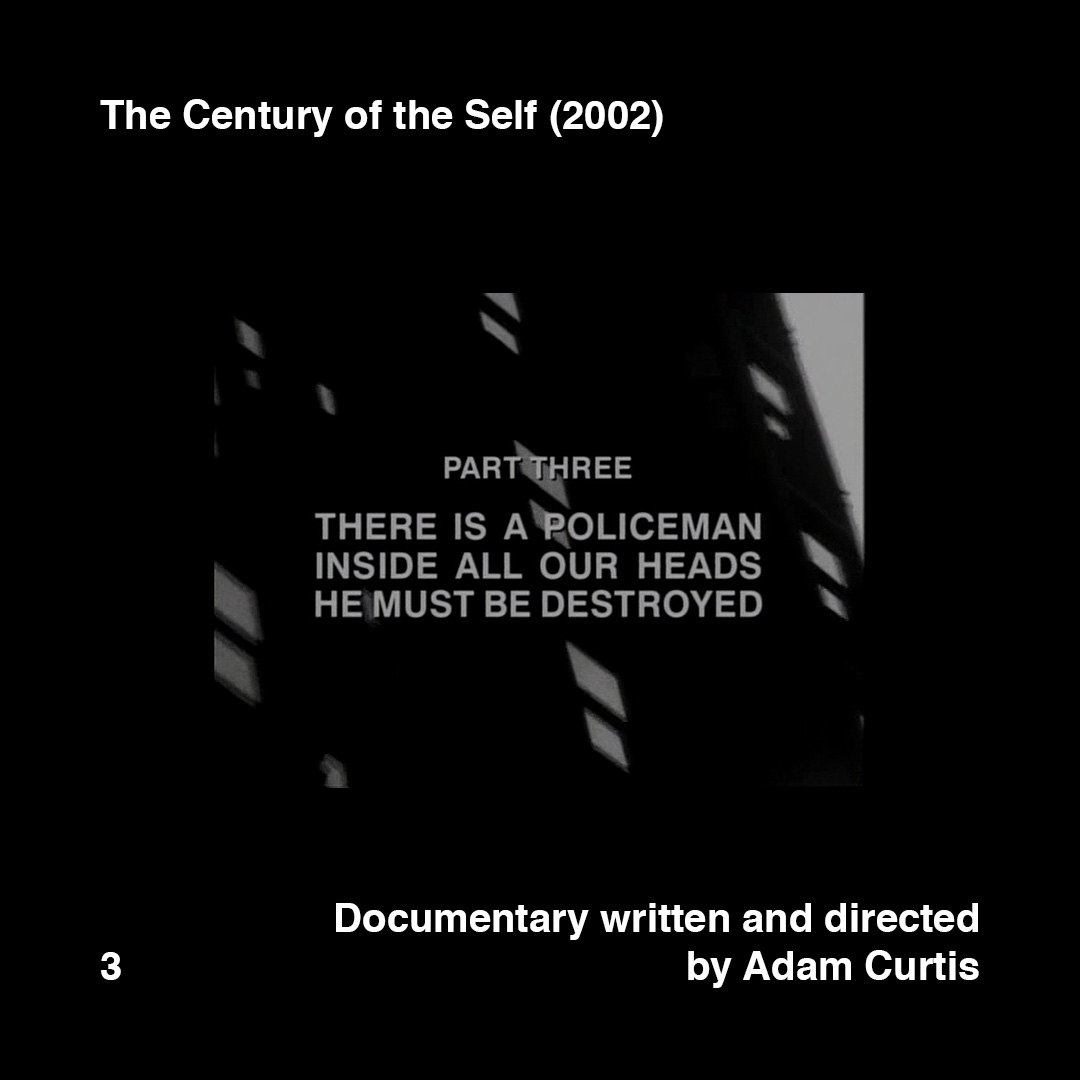 The Century of the Self (2002)
PART THREE
THERE IS A POLICEMAN
INSIDE ALL OUR HEADS
HE MUST BE DESTROYED
Documentary written and directed
by Adam Curtis
3